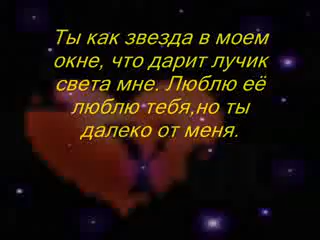 Ты как звезда в моем
окне, что дарит лучик
света мне. Люблю её
люблю тебя,но ты
далеко от меня.